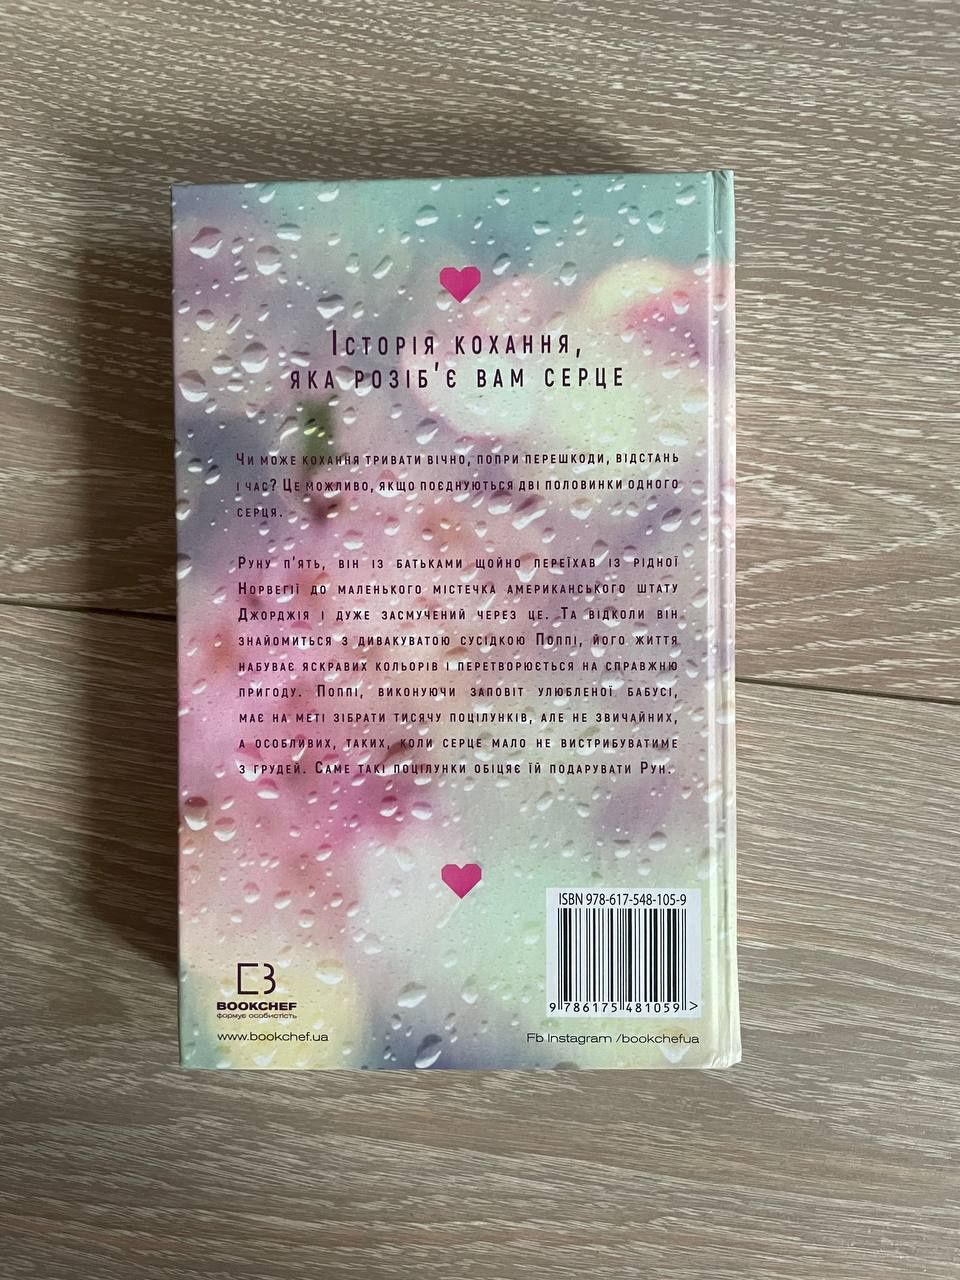 Історія кохання,
яка розіб'є вам серце
Чи може кохання тривати вічно, попри перешкоди, відстань
і час? Це можливо, якщо поєднуються дві половинки одного
серця.
Руну п'ять, він із батьками щойно переїхав із рідної
Норвегії до маленького містечка американського штату
Джорджія і дуже засмучений через це. Та відколи він
знайомиться з дивакуватою сусідкою Поппі, його життя
набуває яскравих кольорів і перетворюється на справжню
пригоду. Поппі, виконуючи заповіт улюбленої бабусі,
має на меті зібрати тисячу поцілунків, але не звичайних,
а особливих, таких, коли серце мало не вистрибуватиме
з грудей. Саме такі поцілунки обіцяє їй подарувати Рун.
ISBN 978-617-548-105-9
9 786175 481059 >
BOOKCHEF
формує особистість
www.bookchef.ua
Fb Instagram /bookchefua